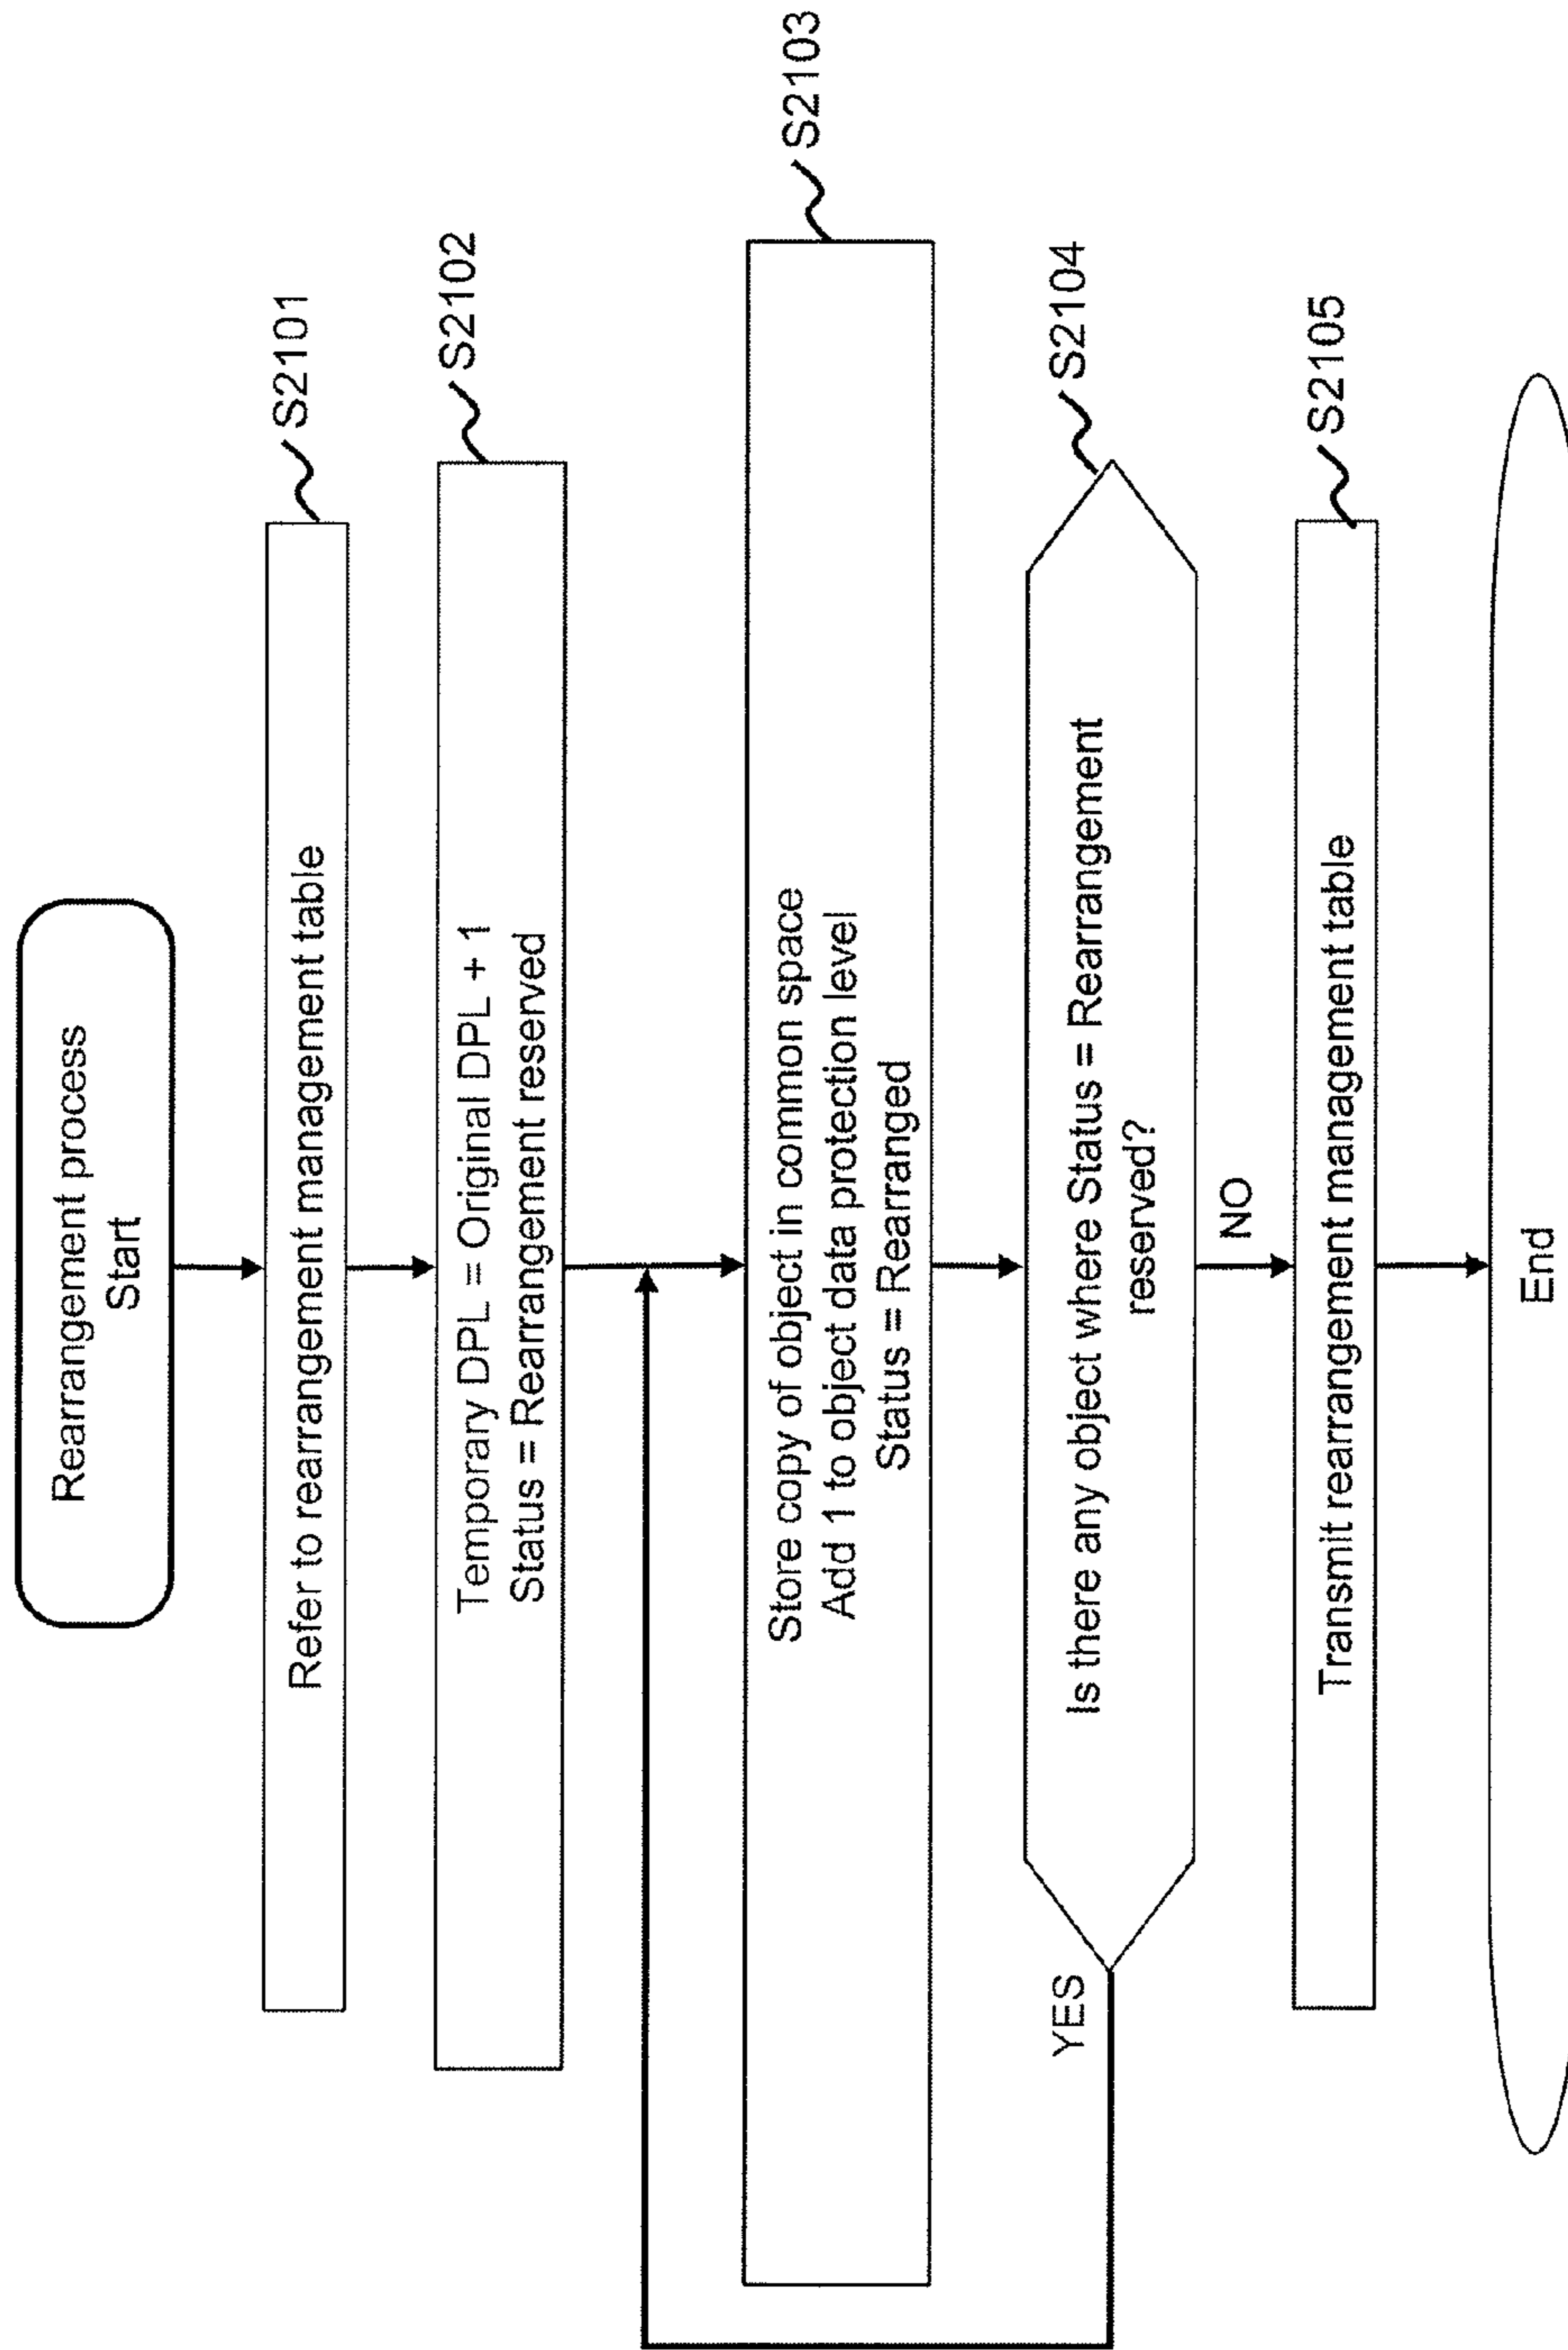 Rearrangement process
Start
S2101
Refer to rearrangement management table
S2102
Temporary DPL = Original DPL + 1
Status = Rearrangement reserved
S2103
Store copy of object in common space
Add 1 to object data protection level
Status = Rearranged
S2104
Is there any object where Status = Rearrangement
reserved?
YES
NO
S2105
Transmit rearrangement management table
End